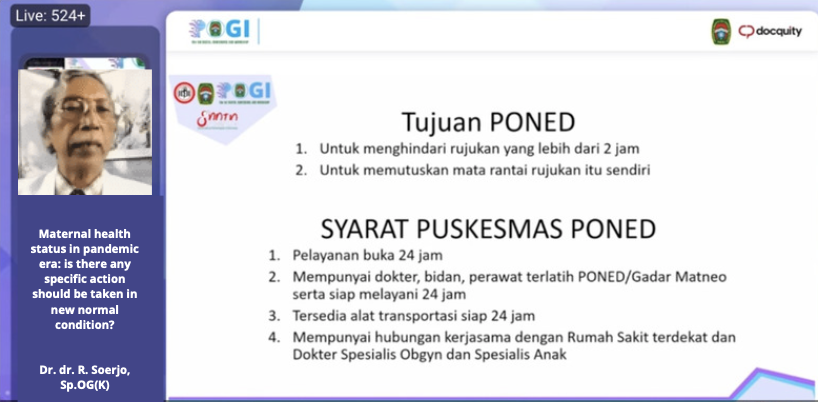 Live: 524+
POGI
docquity
POGI
Tujuan PONED
1. Untuk menghindari rujukan yang lebih dari 2 jam
2. Untuk memutuskan mata rantai rujukan itu sendiri
SYARAT PUSKESMAS PONED
1. Pelayanan buka 24 jam
2. Mempunyai dokter, bidan, perawat terlatih PONED/Gadar Matneo
serta siap melayani 24 jam
3. Tersedia alat transportasi siap 24 jam
4. Mempunyai hubungan kerjasama dengan Rumah Sakit terdekat dan
Dokter Spesialis Obgyn dan Spesialis Anak
Maternal health
status in pandemic
era: is there any
specific action
should be taken in
new normal
condition?
Dr. dr. R. Soerjo,
Sp.OG(K)